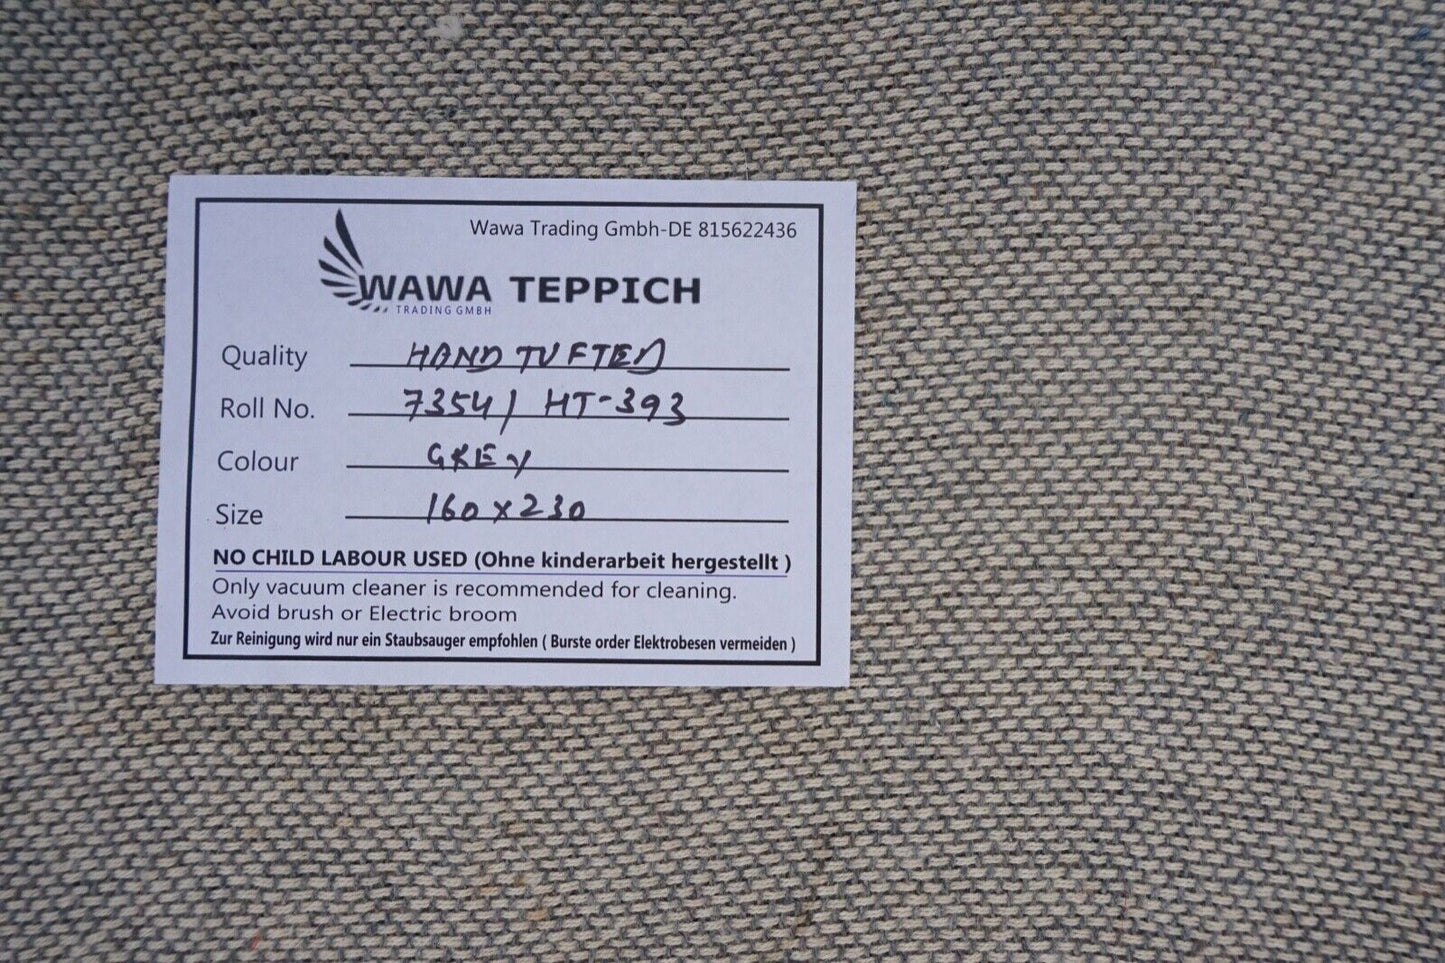 Wawa Trading Gmbh-DE 815622436
WAWA TEPPICH
TRADING GMBH
Quality HAND TUFTED
Roll No. 7354/ HT-393
Colour GREY
Size 160 x 230
NO CHILD LABOUR USED (Ohne kinderarbeit hergestellt )
Only vacuum cleaner is recommended for cleaning.
Avoid brush or Electric broom
Zur Reinigung wird nur ein Staubsauger empfohlen ( Burste order Elektrobesen vermeiden )